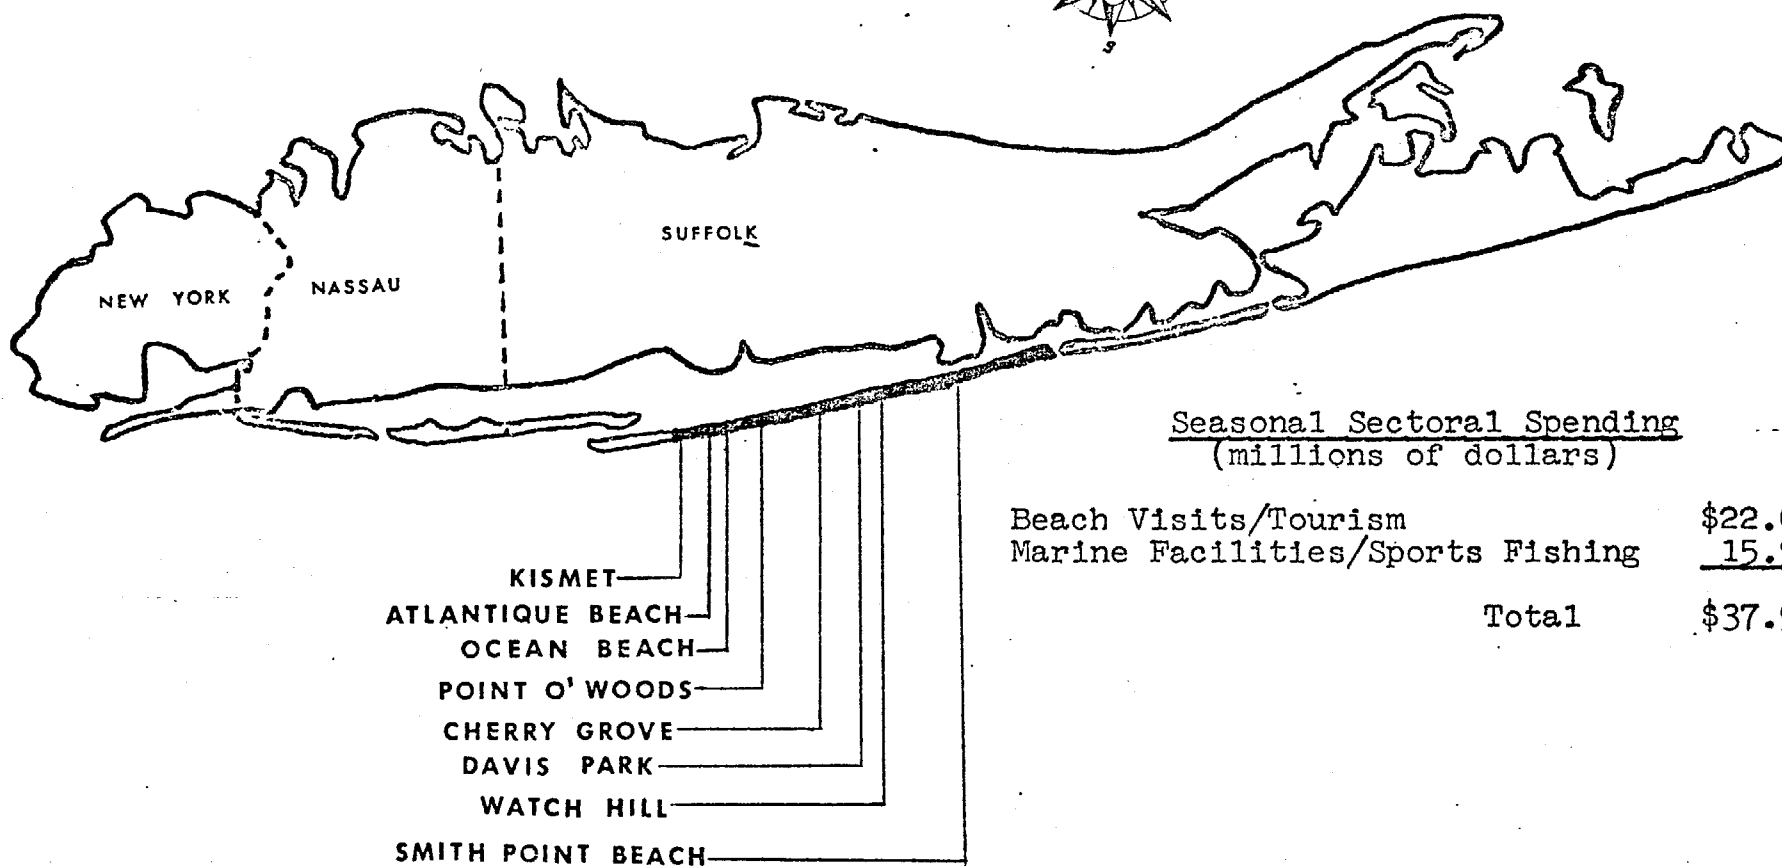 S
SUFFOLK
NEW YORK
NASSAU
Seasonal Sectoral Spending
(millions of dollars)
Beach Visits/Tourism
Marine Facilities/Sports Fishing
Total
KISMET
ATLANTIQUE BEACH
OCEAN BEACH
POINT O' WOODS
CHERRY GROVE
DAVIS PARK
WATCH HILL
SMITH POINT BEACH